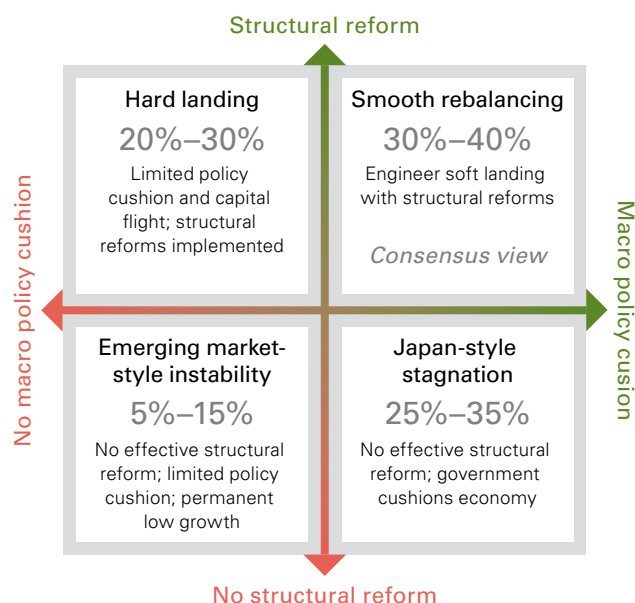 Structural reform
Hard landing
20%–30%
Limited policy
cushion and capital
flight; structural
reforms implemented
Smooth rebalancing
30%–40%
Engineer soft landing
with structural reforms
Consensus view
No macro policy cushion
Macro policy cusion
Emerging market-
style instability
5%–15%
No effective structural
reform; limited policy
cushion; permanent
low growth
Japan-style
stagnation
25%–35%
No effective structural
reform; government
cushions economy
No structural reform